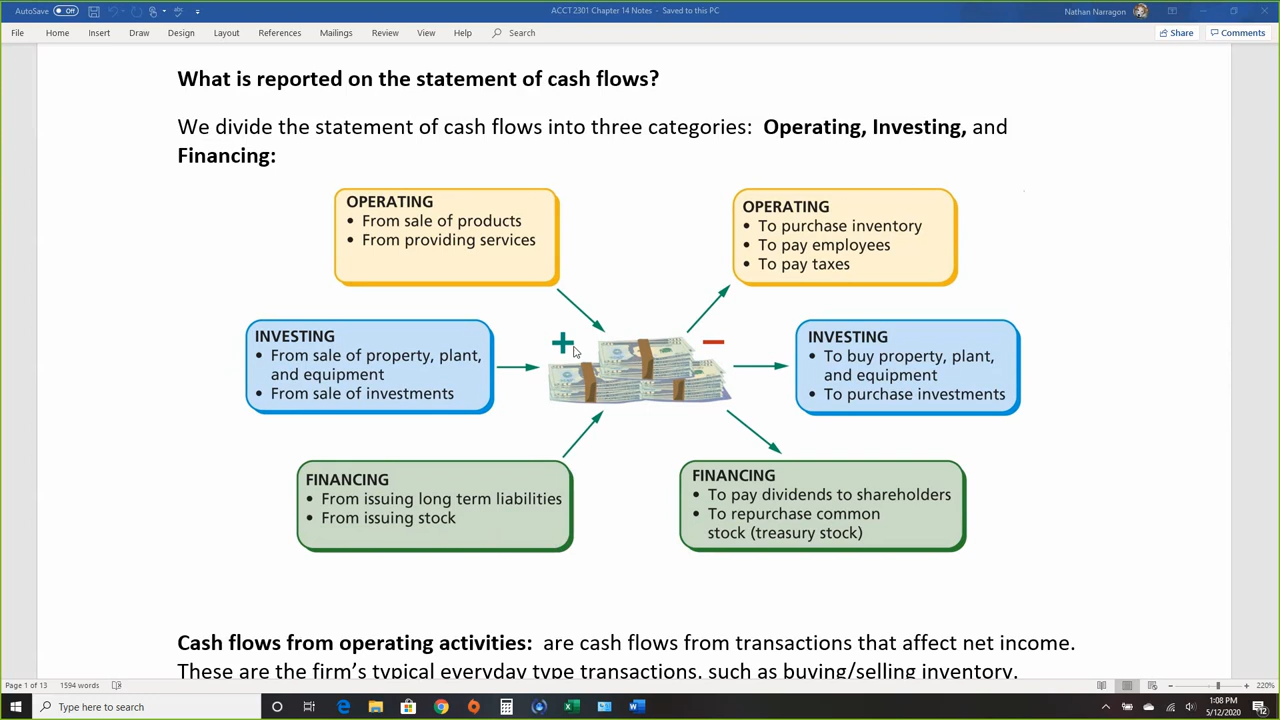 AutoSave Off
ACCT 2301 Chapter 14 Notes - Saved to this PC
Nathan Narragon
File Home Insert Draw Design Layout References Mailings Review View Help Search
Share Comments
What is reported on the statement of cash flows?
We divide the statement of cash flows into three categories: Operating, Investing, and
Financing:
OPERATING
• From sale of products
• From providing services
OPERATING
• To purchase inventory
• To pay employees
• To pay taxes
INVESTING
• From sale of property, plant,
and equipment
• From sale of investments
+
−
INVESTING
• To buy property, plant,
and equipment
• To purchase investments
FINANCING
• From issuing long term liabilities
• From issuing stock
FINANCING
• To pay dividends to shareholders
• To repurchase common
stock (treasury stock)
Cash flows from operating activities: are cash flows from transactions that affect net income.
These are the firm's typical everyday type transactions, such as buying/selling inventory.
Page 1 of 13 1594 words
220%
Type here to search
1:08 PM
5/12/2020
12